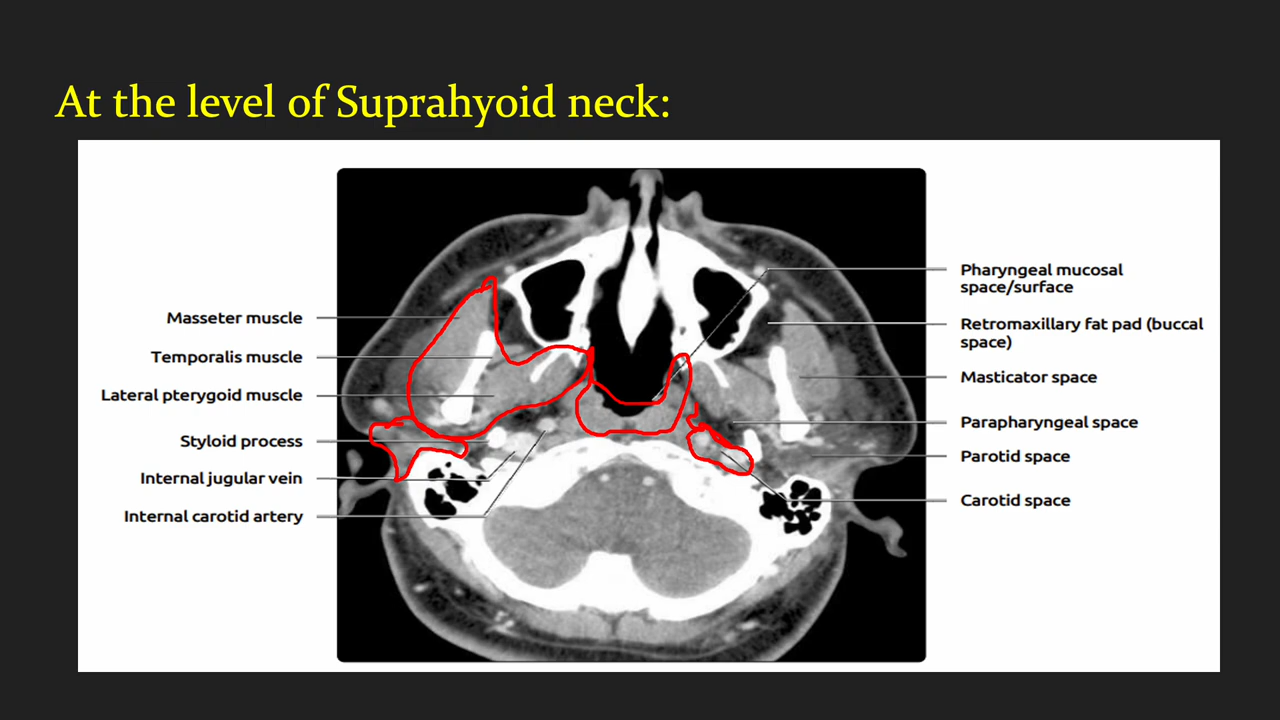 At the level of Suprahyoid neck:
Masseter muscle
Temporalis muscle
Lateral pterygoid muscle
Styloid process
Internal jugular vein
Internal carotid artery
Pharyngeal mucosal
space/surface
Retromaxillary fat pad (buccal
space)
Masticator space
Parapharyngeal space
Parotid space
Carotid space